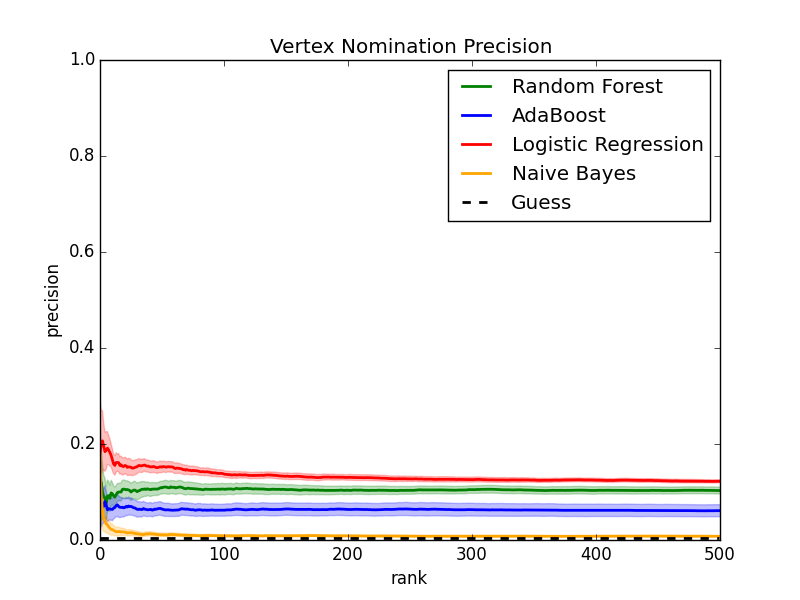 Vertex Nomination Precision
1.0
0.8
0.6
0.4
0.2
0.0
precision
Random Forest
AdaBoost
Logistic Regression
Naive Bayes
Guess
0 100 200 300 400 500
rank